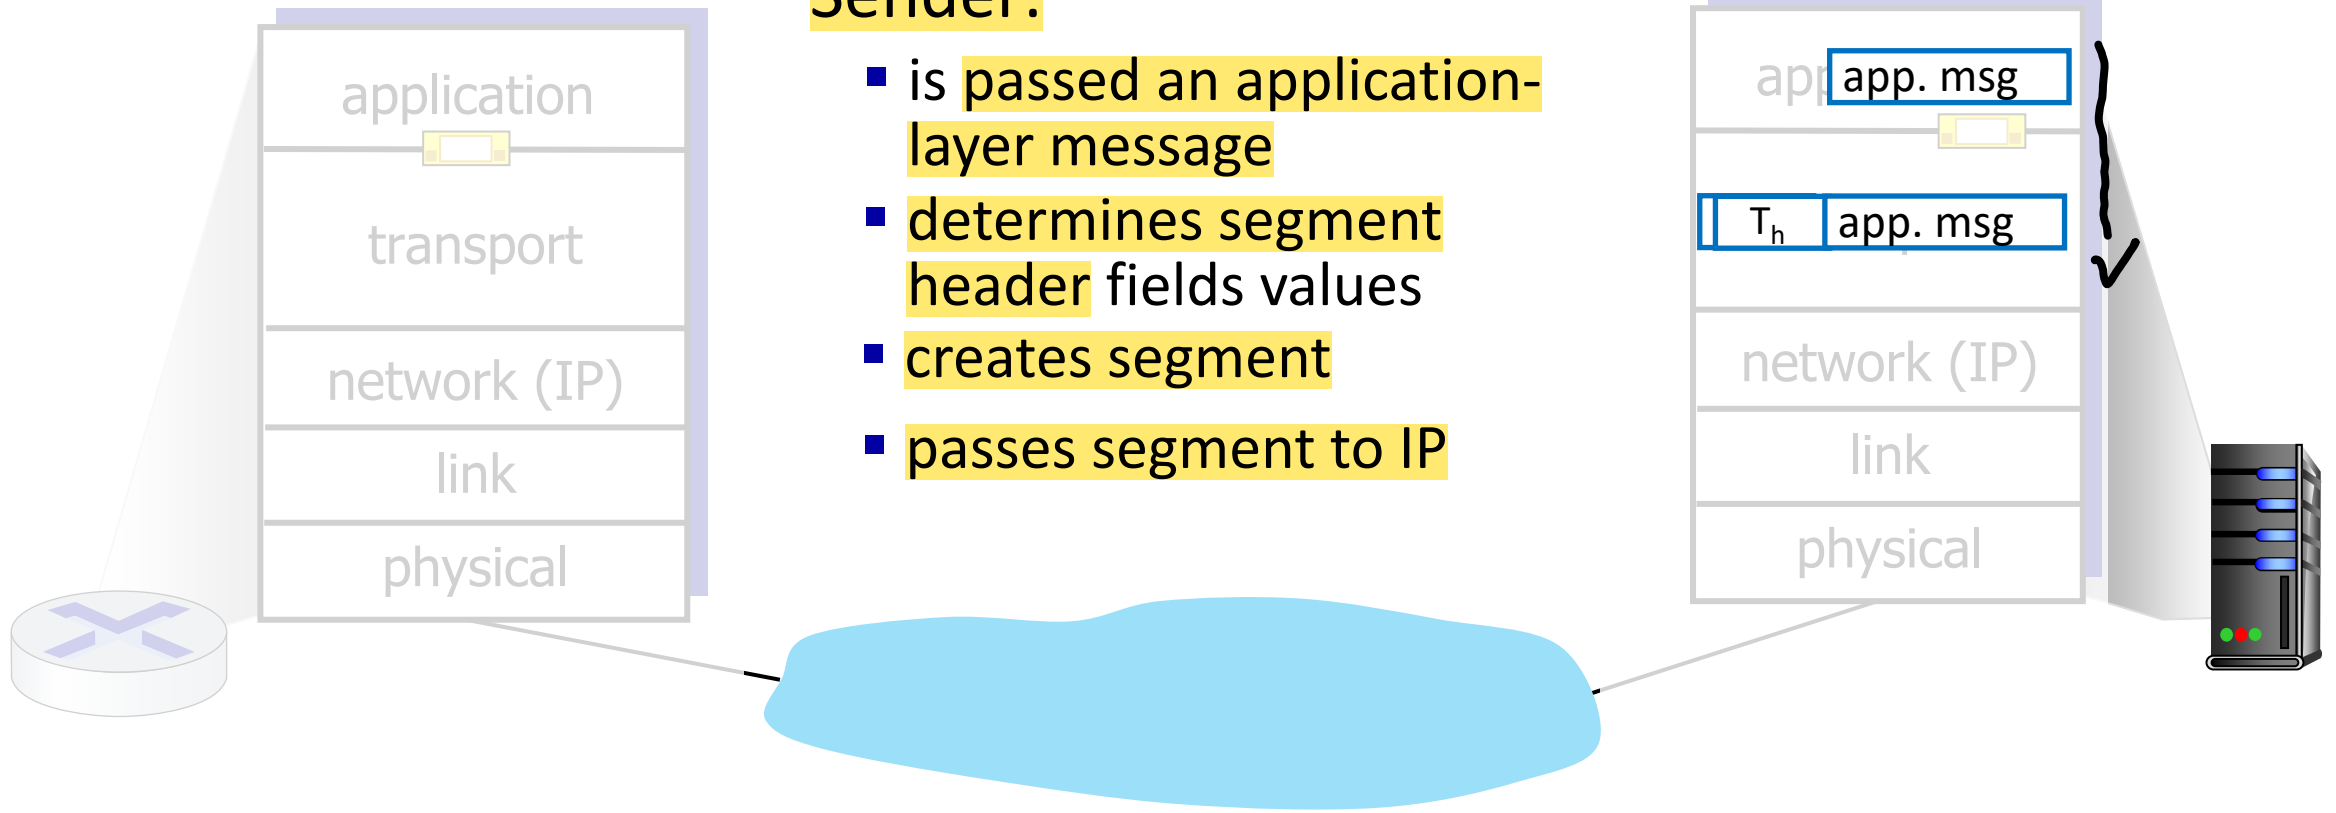 application
transport
network (IP)
link
physical
Sender:
is passed an application-
layer message
determines segment
header fields values
creates segment
passes segment to IP
app. msg
Th app. msg
network (IP)
link
physical